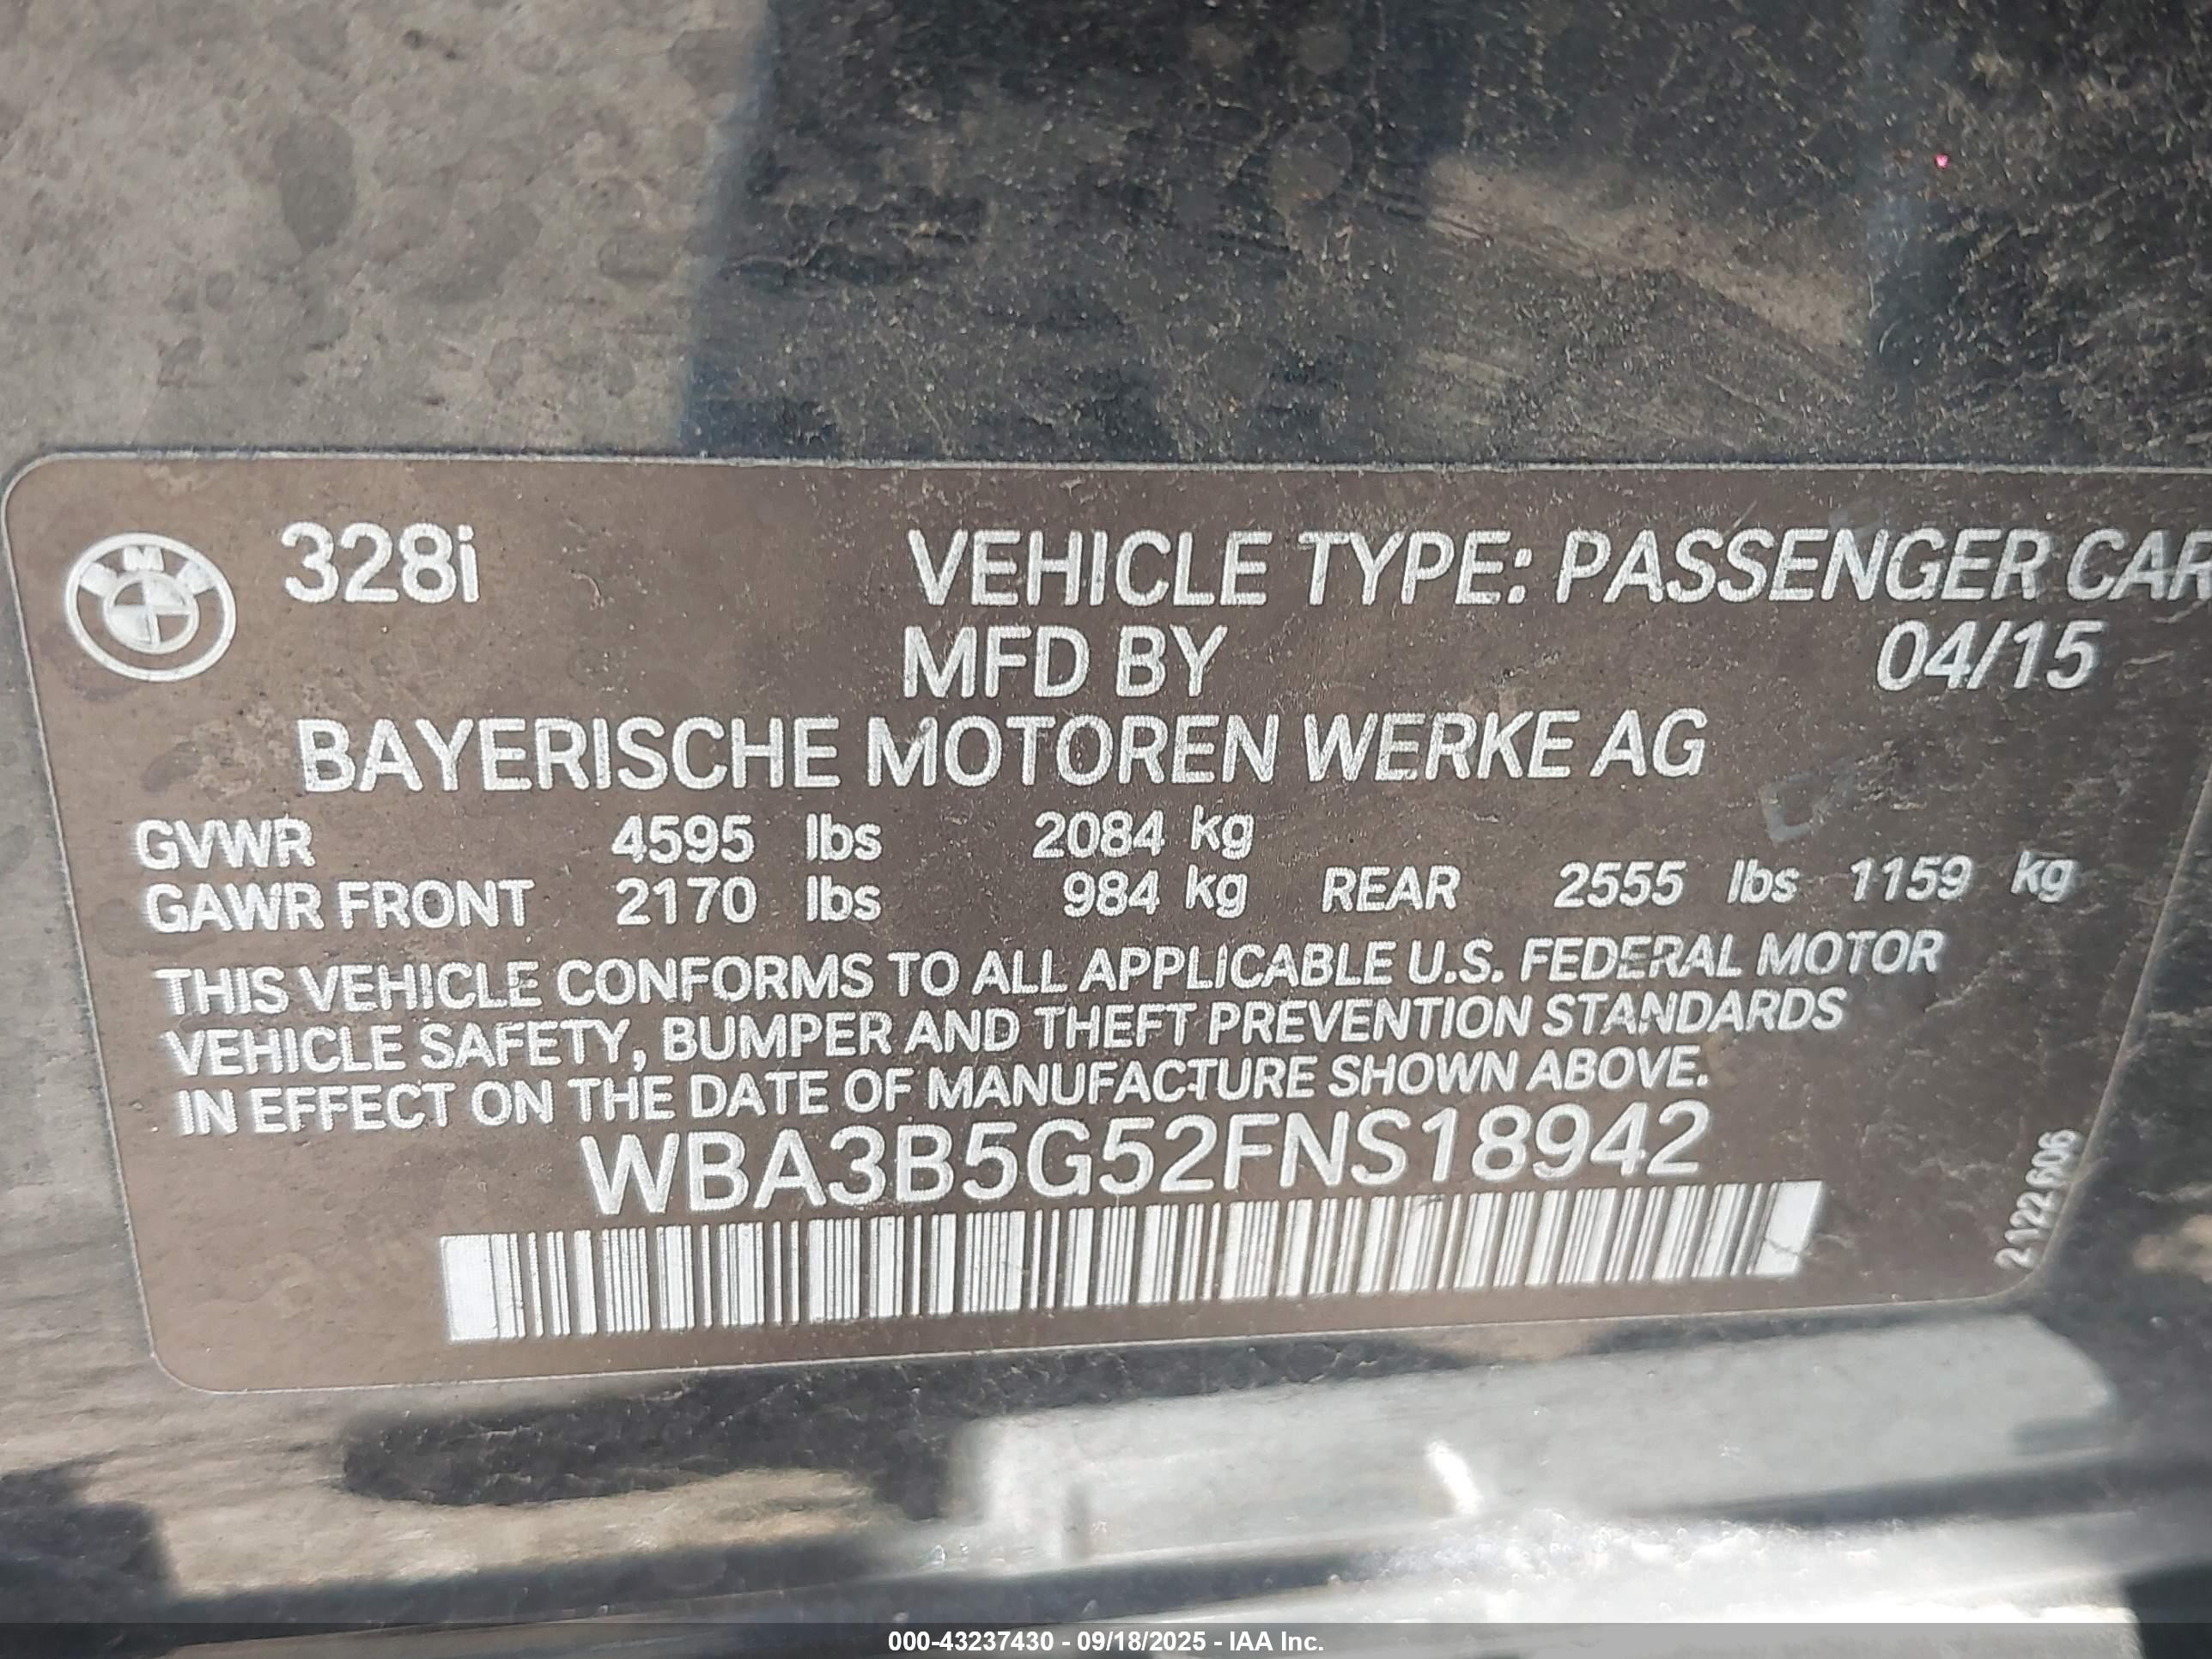 328i VEHICLE TYPE: PASSENGER CAR
MFD BY 04/15
BAYERISCHE MOTOREN WERKE AG
GVWR 4595 lbs 2084 kg
GAWR FRONT 2170 lbs 984 kg REAR 2555 lbs 1159 kg
THIS VEHICLE CONFORMS TO ALL APPLICABLE U.S. FEDERAL MOTOR
VEHICLE SAFETY, BUMPER AND THEFT PREVENTION STANDARDS
IN EFFECT ON THE DATE OF MANUFACTURE SHOWN ABOVE.
WBA3B5G52FNS18942
2122606
000-43237430 - 09/18/2025 - IAA Inc.